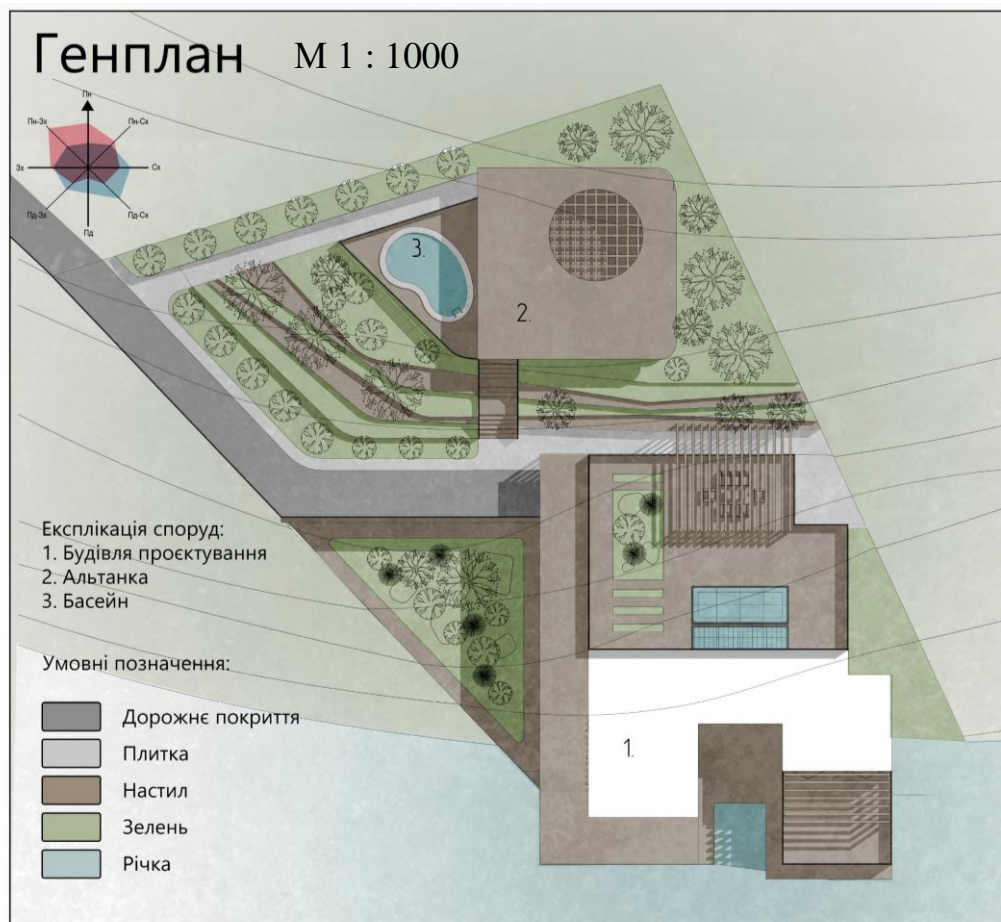 Генплан М 1 : 1000
Пн
Пн-Зх Пн-Сх
Зх Сх
Пд-Зх Пд-Сх
Пд
3.
2.
Експлікація споруд:
1. Будівля проєктування
2. Альтанка
3. Басейн
Умовні позначення:
Дорожнє покриття
Плитка
Настил
Зелень
Річка
1.